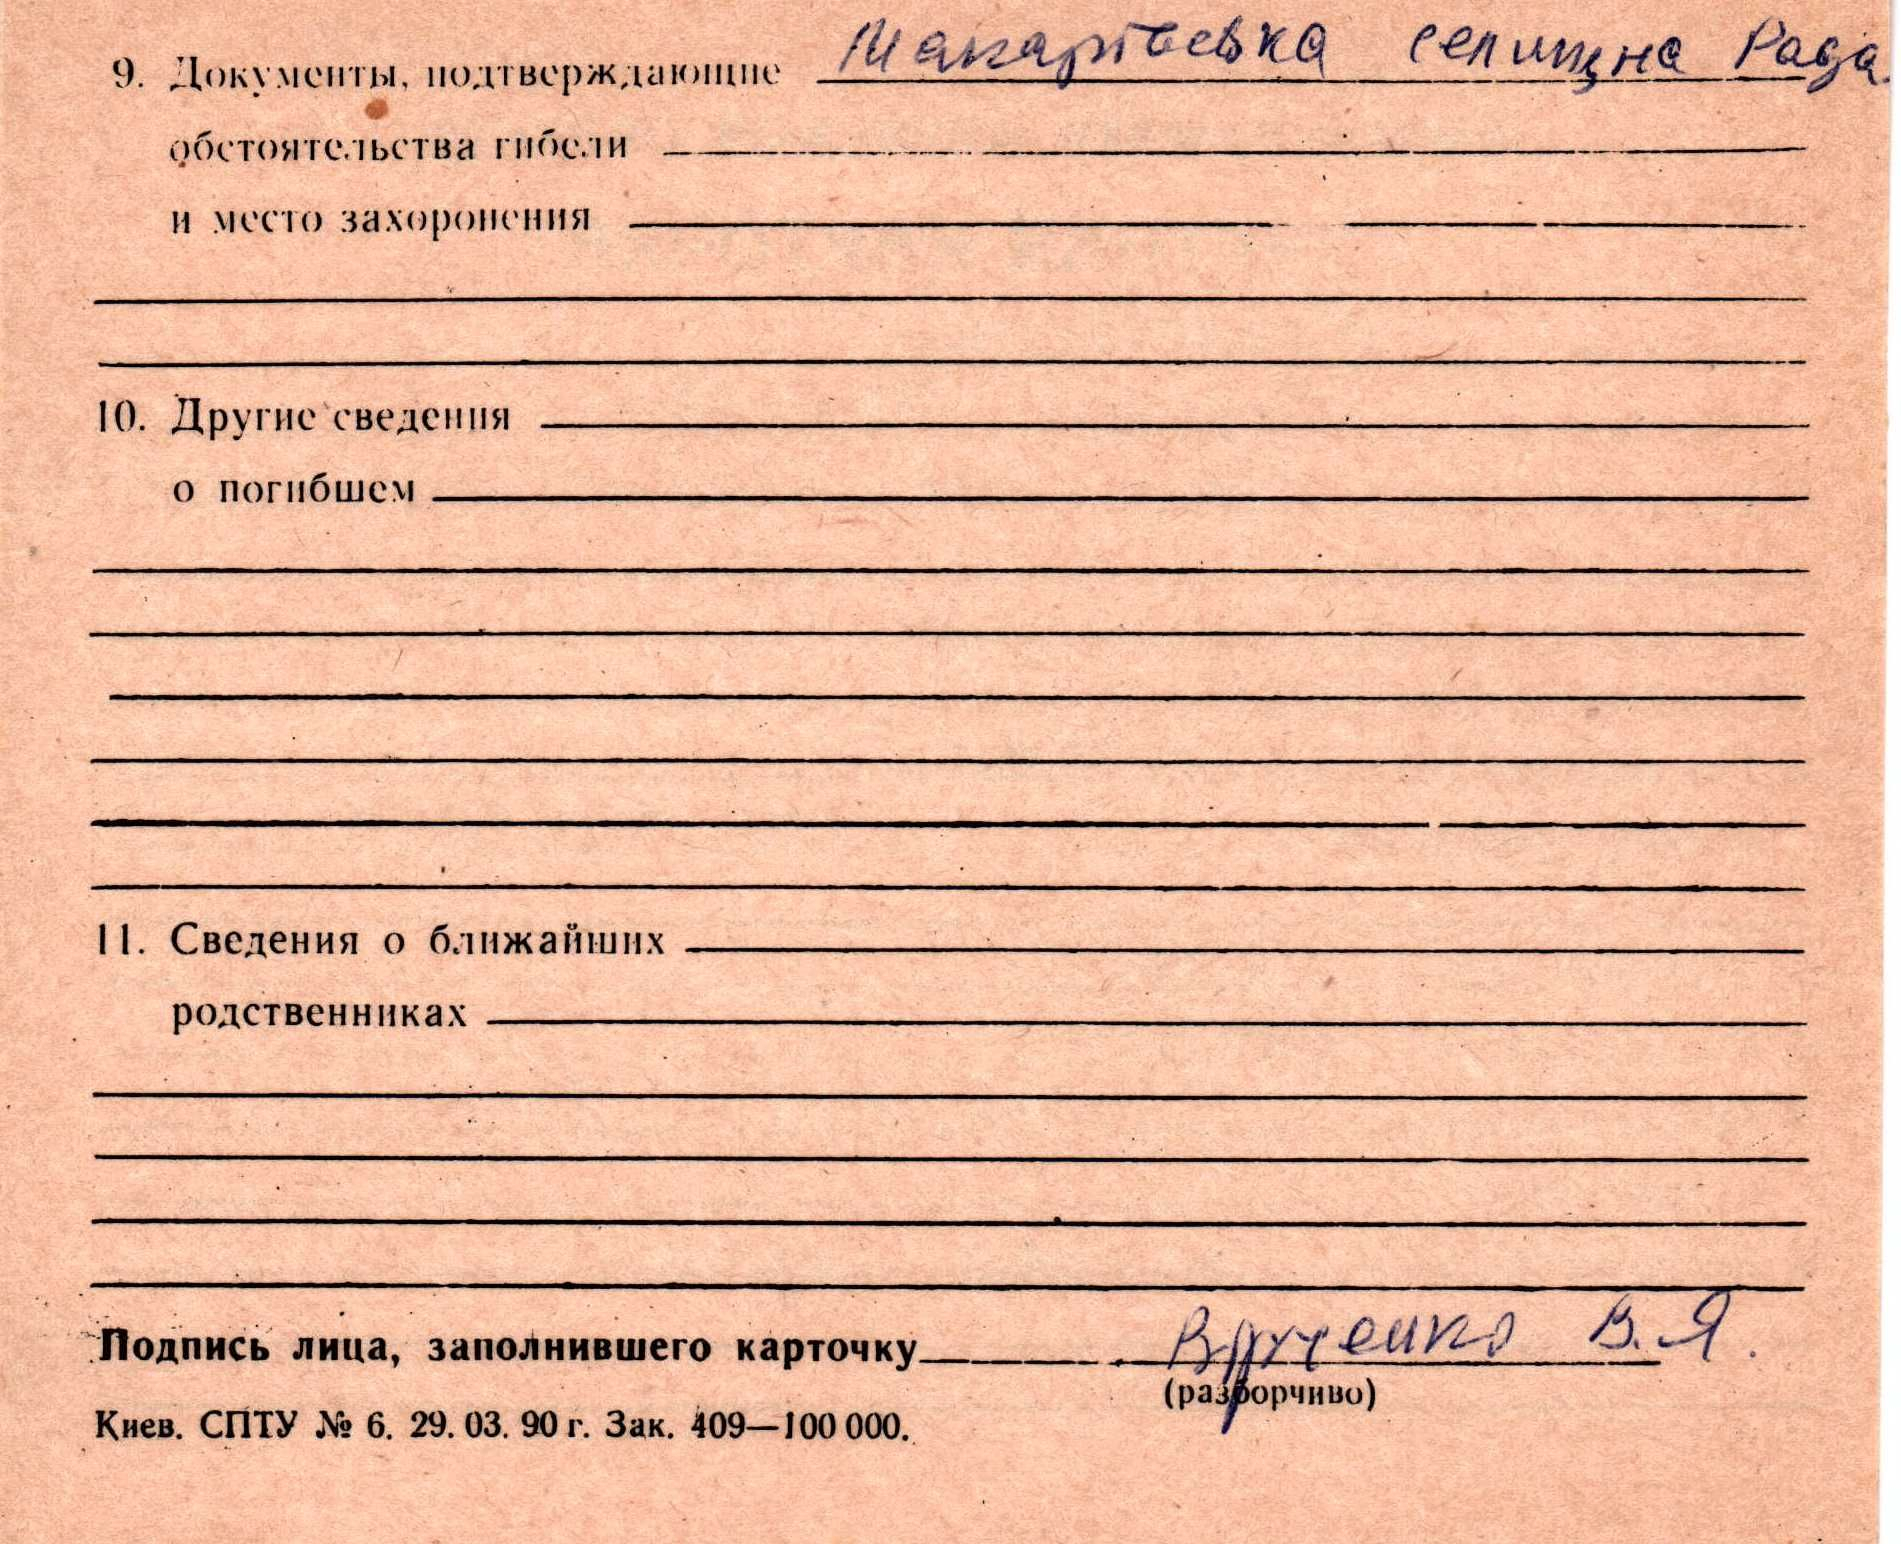 9. Документы, подтверждающие Макарівська селищна Рада.
обстоятельства гибели
и место захоронения
10. Другие сведения
о погибшем
11. Сведения о ближайших
родственниках
Подпись лица, заполнившего карточку В. Я.
(разборчиво)
Киев. СПТУ № 6. 29. 03. 90 г. Зак. 409—100 000.